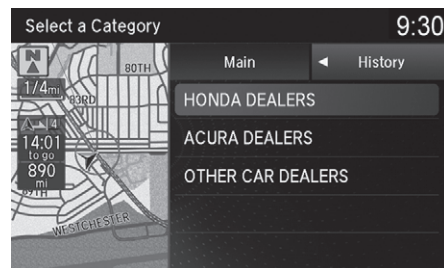 Select a Category
9:30
N
80TH
Main
◄ History
1/4mi
83RD
HONDA DEALERS
4
14:01
to go
ACURA DEALERS
890
mi
OTHER CAR DEALERS
WESTCHESTER